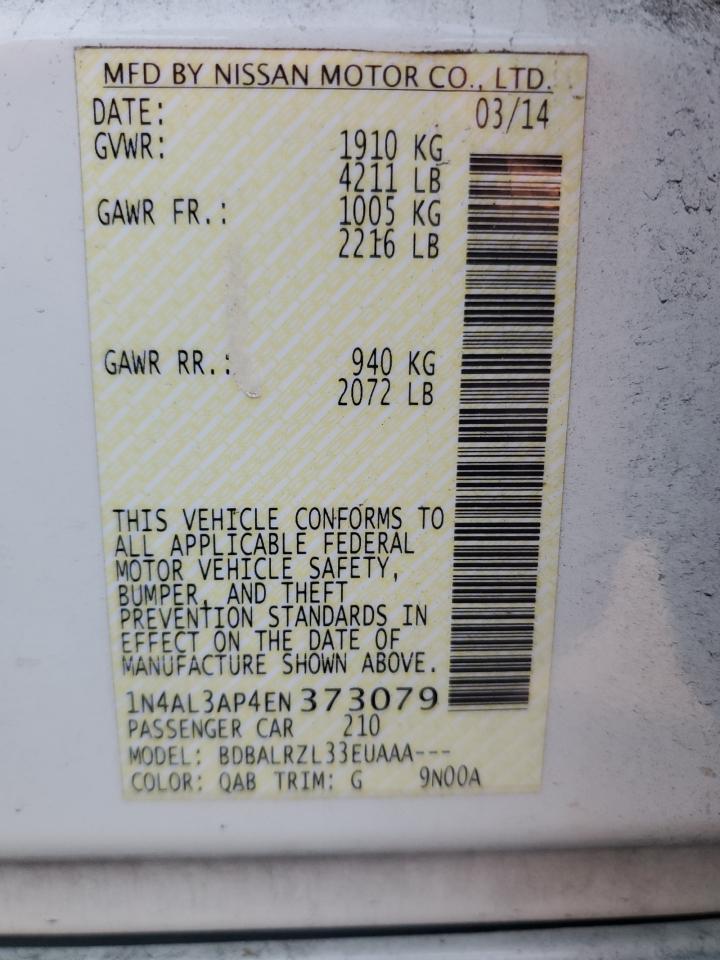 MFD BY NISSAN MOTOR CO., LTD.
DATE: 03/14
GVWR: 1910 KG
4211 LB
GAWR FR.: 1005 KG
2216 LB
GAWR RR.: 940 KG
2072 LB
THIS VEHICLE CONFORMS TO
ALL APPLICABLE FEDERAL
MOTOR VEHICLE SAFETY,
BUMPER, AND THEFT
PREVENTION STANDARDS IN
EFFECT ON THE DATE OF
MANUFACTURE SHOWN ABOVE.
1N4AL3AP4EN373079
PASSENGER CAR 210
MODEL: BDBALRZL33EUAAA---
COLOR: QAB TRIM: G 9N00A